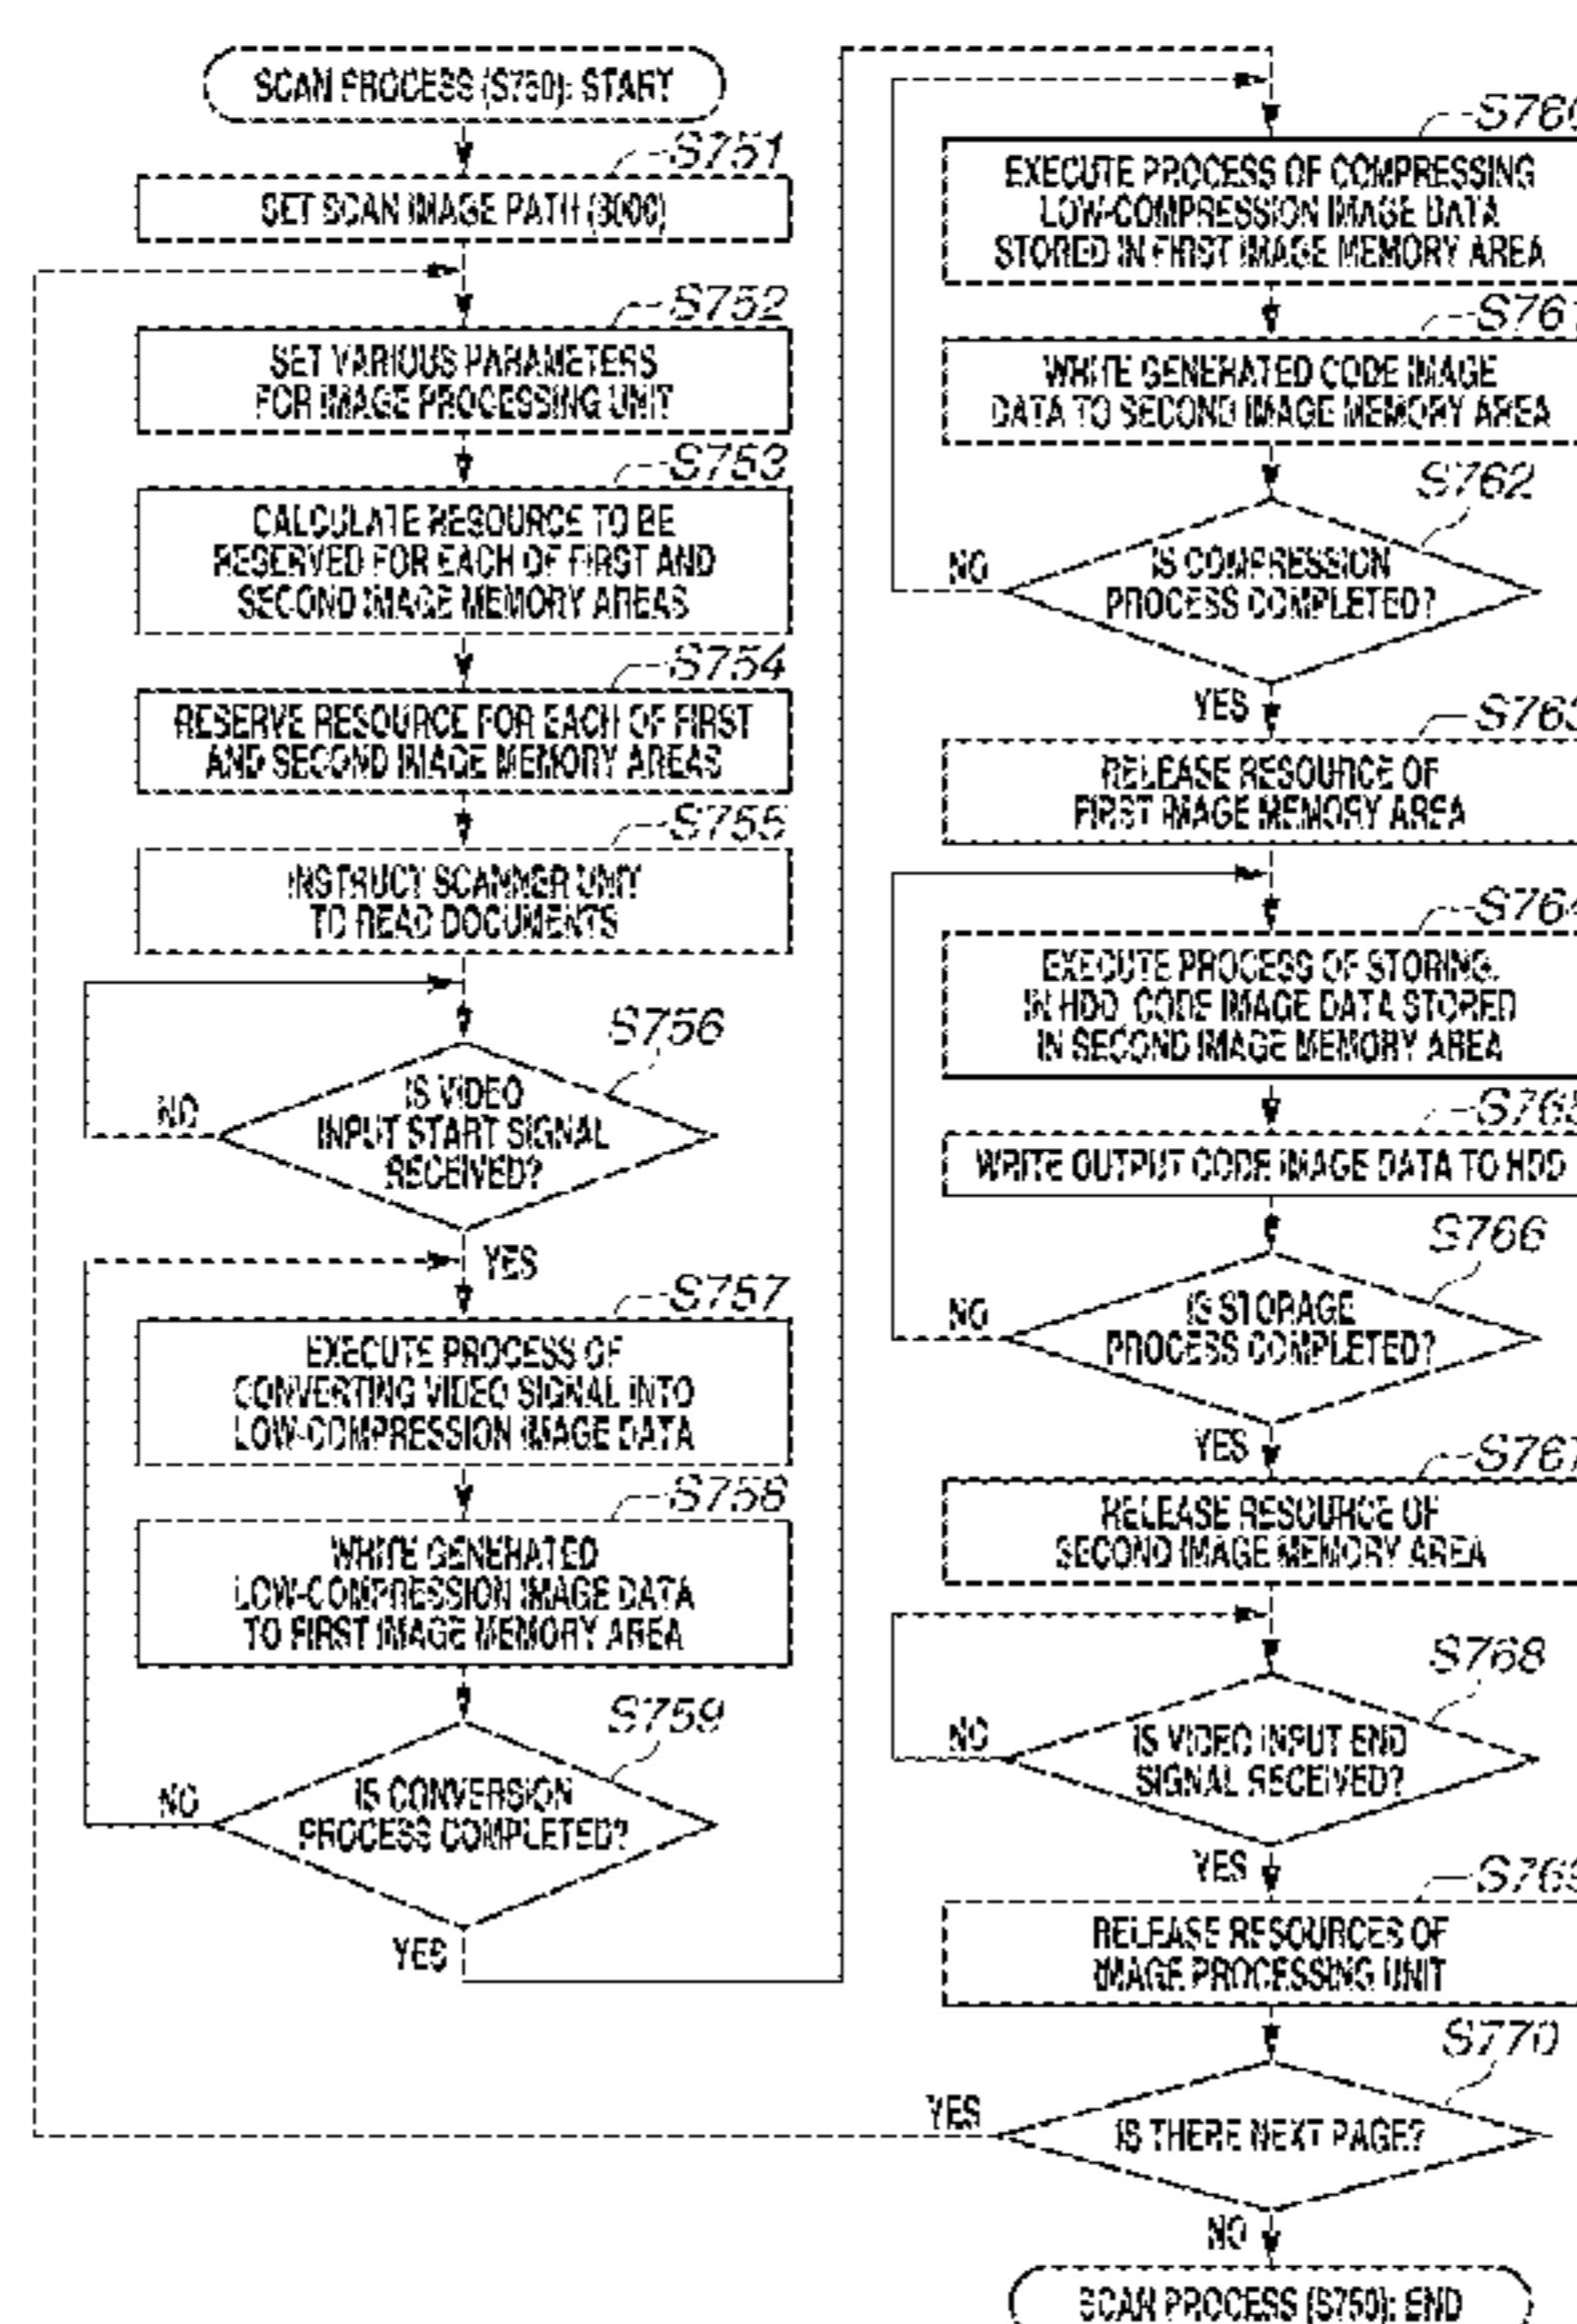 SCAN PROCESS (S750): START
S751
SET SCAN IMAGE PATH (3000)
S752
SET VARIOUS PARAMETERS
FOR IMAGE PROCESSING UNIT
S753
CALCULATE RESOURCE TO BE
RESERVED FOR EACH OF FIRST AND
SECOND IMAGE MEMORY AREAS
S754
RESERVE RESOURCE FOR EACH OF FIRST
AND SECOND IMAGE MEMORY AREAS
S755
INSTRUCT SCANNER UNIT
TO READ DOCUMENTS
S756
IS VIDEO
INPUT START SIGNAL
RECEIVED?
NO
YES
S757
EXECUTE PROCESS OF
CONVERTING VIDEO SIGNAL INTO
LOW-COMPRESSION IMAGE DATA
S758
WRITE GENERATED
LOW-COMPRESSION IMAGE DATA
TO FIRST IMAGE MEMORY AREA
S759
IS CONVERSION
PROCESS COMPLETED?
NO
YES
S760
EXECUTE PROCESS OF COMPRESSING
LOW-COMPRESSION IMAGE DATA
STORED IN FIRST IMAGE MEMORY AREA
S761
WRITE GENERATED CODE IMAGE
DATA TO SECOND IMAGE MEMORY AREA
S762
IS COMPRESSION
PROCESS COMPLETED?
NO
YES
S763
RELEASE RESOURCE OF
FIRST IMAGE MEMORY AREA
S764
EXECUTE PROCESS OF STORING,
IN HDD, CODE IMAGE DATA STORED
IN SECOND IMAGE MEMORY AREA
S765
WRITE OUTPUT CODE IMAGE DATA TO HDD
S766
IS STORAGE
PROCESS COMPLETED?
NO
YES
S767
RELEASE RESOURCE OF
SECOND IMAGE MEMORY AREA
S768
IS VIDEO INPUT END
SIGNAL RECEIVED?
NO
YES
S769
RELEASE RESOURCES OF
IMAGE PROCESSING UNIT
S770
IS THERE NEXT PAGE?
YES
NO
SCAN PROCESS (S750): END